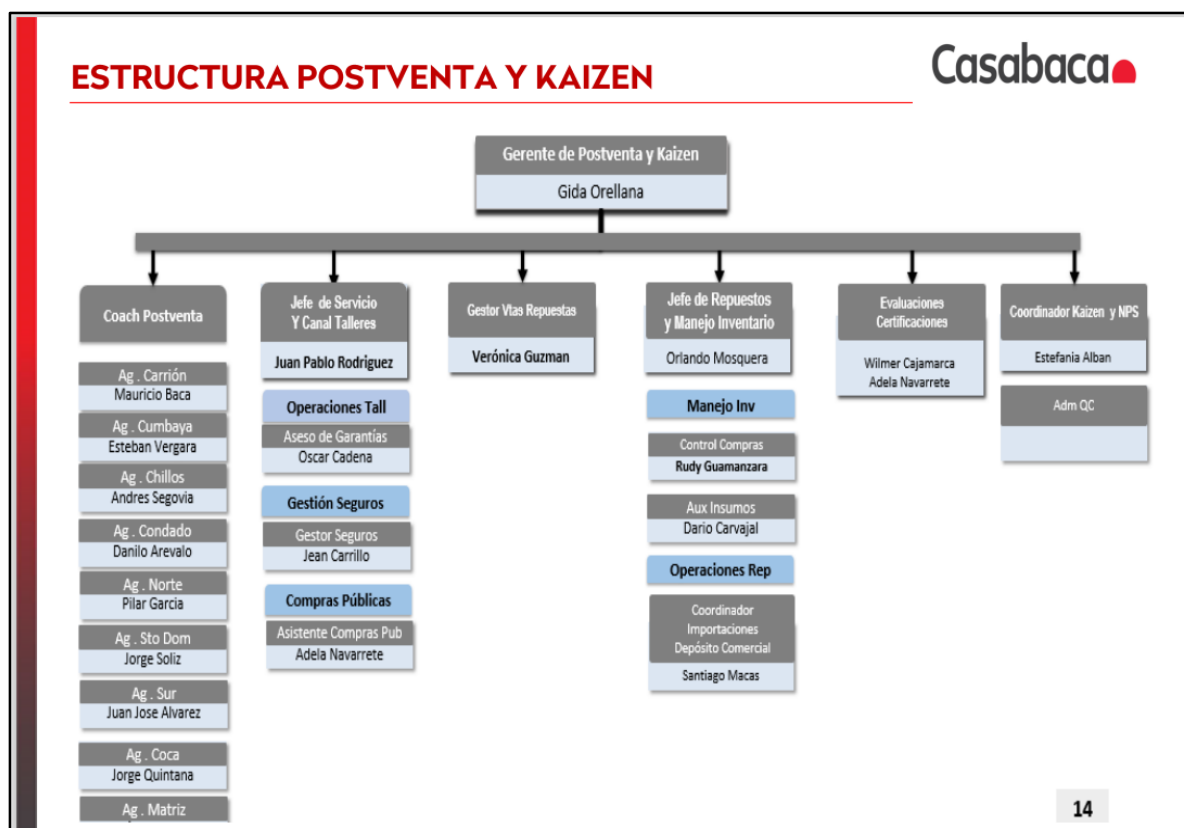 ESTRUCTURA POSTVENTA Y KAIZEN
Casabaca
Gerente de Postventa y Kaizen
Gida Orellana
Coach Postventa
Ag . Carrión
Mauricio Baca
Ag . Cumbaya
Esteban Vergara
Ag . Chillos
Andres Segovia
Ag . Condado
Danilo Arevalo
Ag . Norte
Pilar Garcia
Ag . Sto Dom
Jorge Soliz
Ag . Sur
Juan Jose Alvarez
Ag . Coca
Jorge Quintana
Ag . Matriz
Jefe de Servicio
Y Canal Talleres
Juan Pablo Rodriguez
Operaciones Tall
Aseso de Garantías
Oscar Cadena
Gestión Seguros
Gestor Seguros
Jean Carrillo
Compras Públicas
Asistente Compras Pub
Adela Navarrete
Gestor Vtas Repuestas
Verónica Guzman
Jefe de Repuestos
y Manejo Inventario
Orlando Mosquera
Manejo Inv
Control Compras
Rudy Guamanzara
Aux Insumos
Dario Carvajal
Operaciones Rep
Coordinador
Importaciones
Depósito Comercial
Santiago Macas
Evaluaciones
Certificaciones
Wilmer Cajamarca
Adela Navarrete
Coordinador Kaizen y NPS
Estefania Alban
Adm QC
14